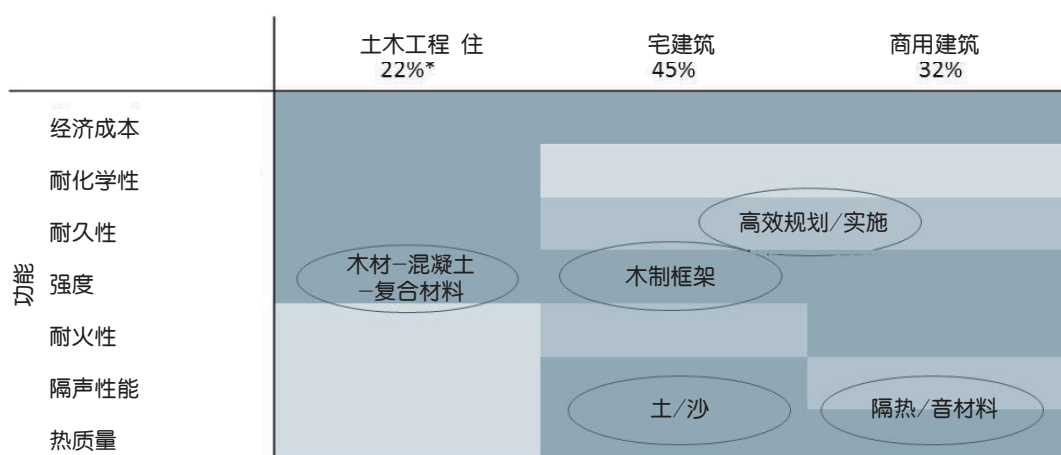 土木工程 住 宅建筑 商用建筑
22%* 45% 32%
经济成本
耐化学性
耐久性
高效规划/实施
功能
强度
木材–混凝土
–复合材料
木制框架
耐火性
隔声性能
土/沙
隔热/音材料
热质量